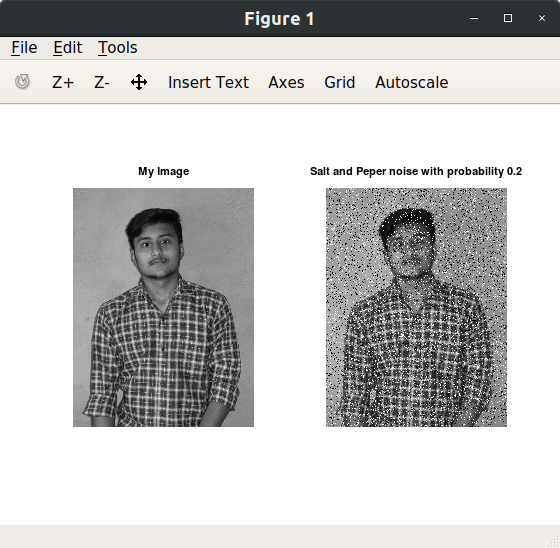 Figure 1
File Edit Tools
Z+ Z- Insert Text Axes Grid Autoscale
My Image
Salt and Peper noise with probability 0.2